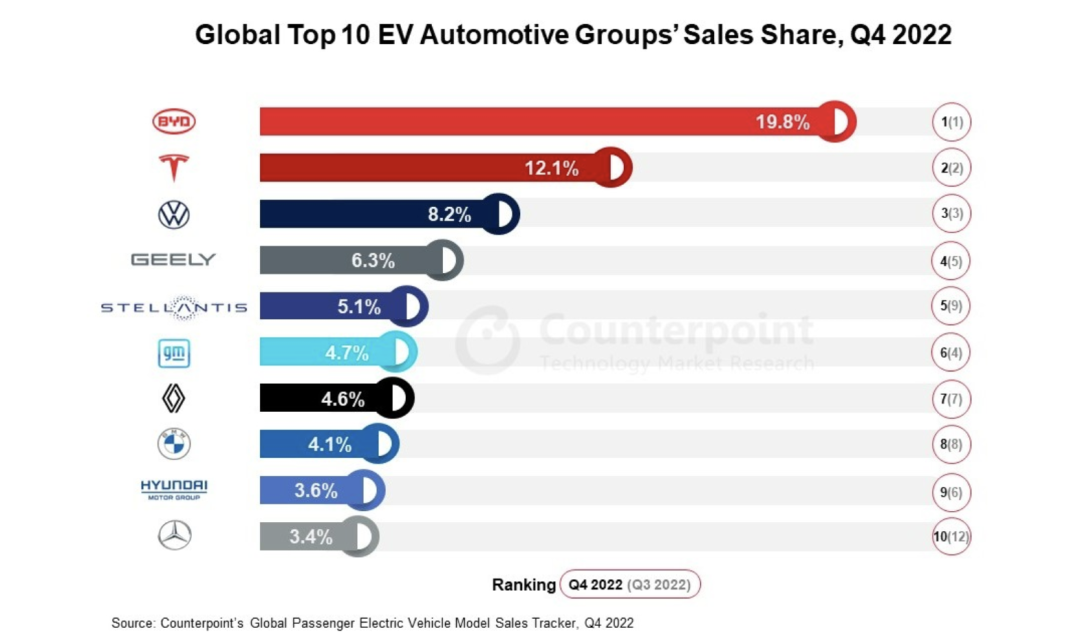 Global Top 10 EV Automotive Groups' Sales Share, Q4 2022
BYD 19.8% 1(1)
12.1% 2(2)
8.2% 3(3)
GEELY 6.3% 4(5)
STELLANTIS 5.1% 5(9)
gm 4.7% 6(4)
4.6% 7(7)
BMW 4.1% 8(8)
HYUNDAI
MOTOR GROUP 3.6% 9(6)
3.4% 10(12)
Counterpoint
Technology Market Research
Ranking Q4 2022 (Q3 2022)
Source: Counterpoint's Global Passenger Electric Vehicle Model Sales Tracker, Q4 2022